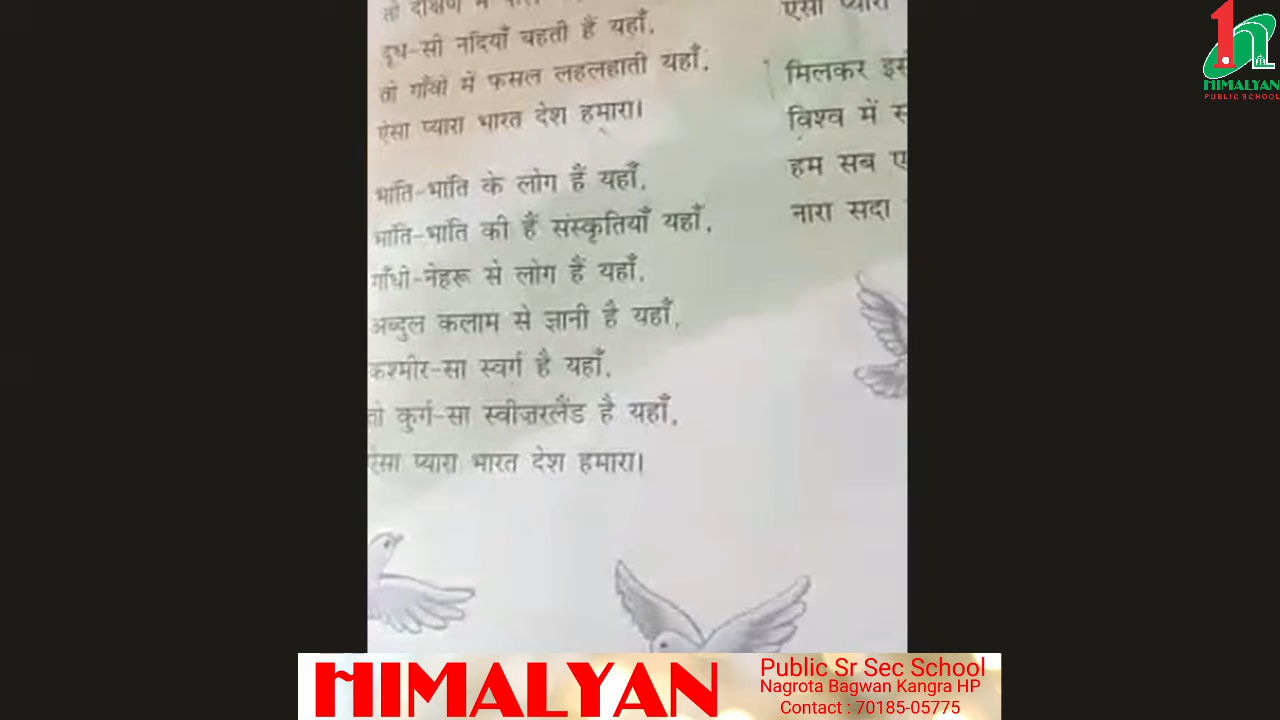 तो दक्षिण में
दूध-सी नदियाँ बहती हैं यहाँ,
तो गाँवों में फसल लहलहाती यहाँ,
ऐसा प्यारा भारत देश हमारा।
भांति-भांति के लोग हैं यहाँ,
भांति-भांति की हैं संस्कृतियाँ यहाँ,
गाँधी-नेहरू से लोग हैं यहाँ,
अब्दुल कलाम से ज्ञानी है यहाँ,
कश्मीर-सा स्वर्ग है यहाँ,
तो कुर्ग-सा स्वीज़रलैंड है यहाँ,
ऐसा प्यारा भारत देश हमारा।
ऐसा प्यारा
मिलकर
विश्व में
हम सब
नारा सदा
HIMALYAN
PUBLIC SCHOOL
HIMALYAN
Public Sr Sec School
Nagrota Bagwan Kangra HP
Contact : 70185-05775